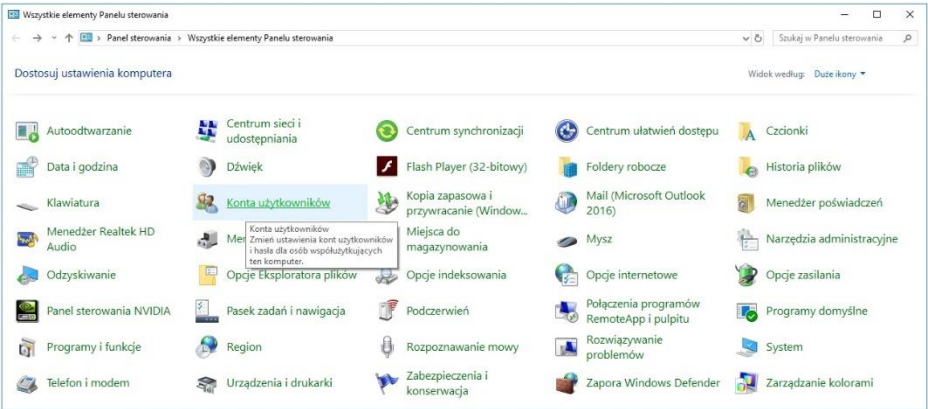 Wszystkie elementy Panelu sterowania
Panel sterowania › Wszystkie elementy Panelu sterowania
Szukaj w Panelu sterowania
Dostosuj ustawienia komputera
Widok według: Duże ikony
Autoodtwarzanie
Centrum sieci i
udostępniania
Centrum synchronizacji
Centrum ułatwień dostępu
Czcionki
Data i godzina
Dźwięk
Flash Player (32-bitowy)
Foldery robocze
Historia plików
Klawiatura
Konta użytkowników
Kopia zapasowa i
przywracanie (Window...
Mail (Microsoft Outlook
2016)
Menedżer poświadczeń
Menedżer Realtek HD
Audio
Konta użytkowników
Zmień ustawienia kont użytkowników
i hasła dla osób współużytkujących
ten komputer.
Miejsca do
magazynowania
Mysz
Narzędzia administracyjne
Odzyskiwanie
Opcje Eksploratora plików
Opcje indeksowania
Opcje internetowe
Opcje zasilania
Panel sterowania NVIDIA
Pasek zadań i nawigacja
Podczerwień
Połączenia programów
RemoteApp i pulpitu
Programy domyślne
Programy i funkcje
Region
Rozpoznawanie mowy
Rozwiązywanie
problemów
System
Telefon i modem
Urządzenia i drukarki
Zabezpieczenia i
konserwacja
Zapora Windows Defender
Zarządzanie kolorami